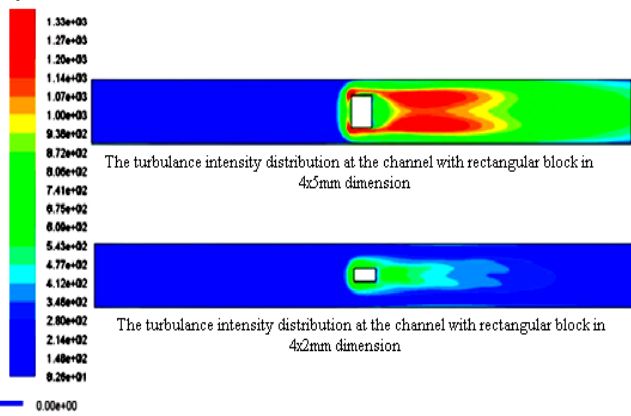 1.33e+03
1.27e+03
1.20e+03
1.14e+03
1.07e+03
1.00e+03
9.38e+02
8.72e+02
8.06e+02
7.41e+02
6.75e+02
6.09e+02
5.43e+02
4.77e+02
4.12e+02
3.46e+02
2.80e+02
2.14e+02
1.48e+02
8.26e+01
0.00e+00
The turbulance intensity distribution at the channel with rectangular block in
4x5mm dimension
The turbulance intensity distribution at the channel with rectangular block in
4x2mm dimension